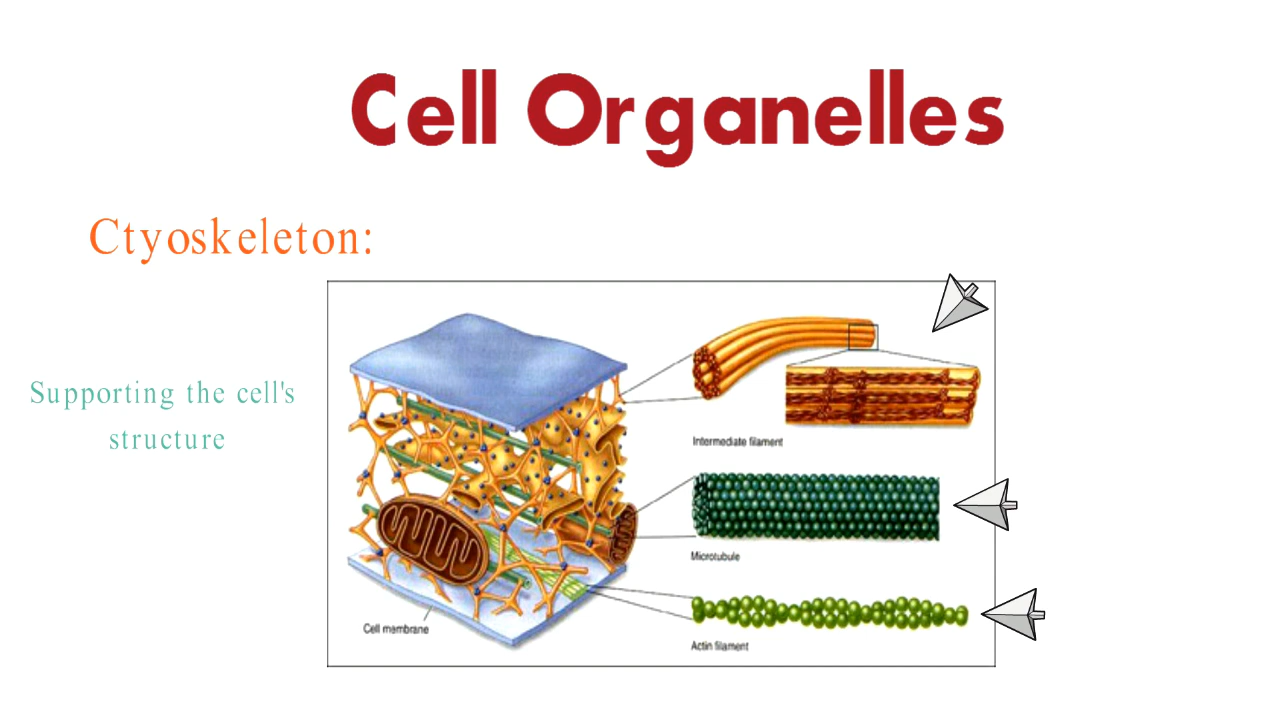 Cell Organelles
Ctyoskeleton:
Supporting the cell's
structure
Intermediate filament
Microtubule
Cell membrane
Actin filament